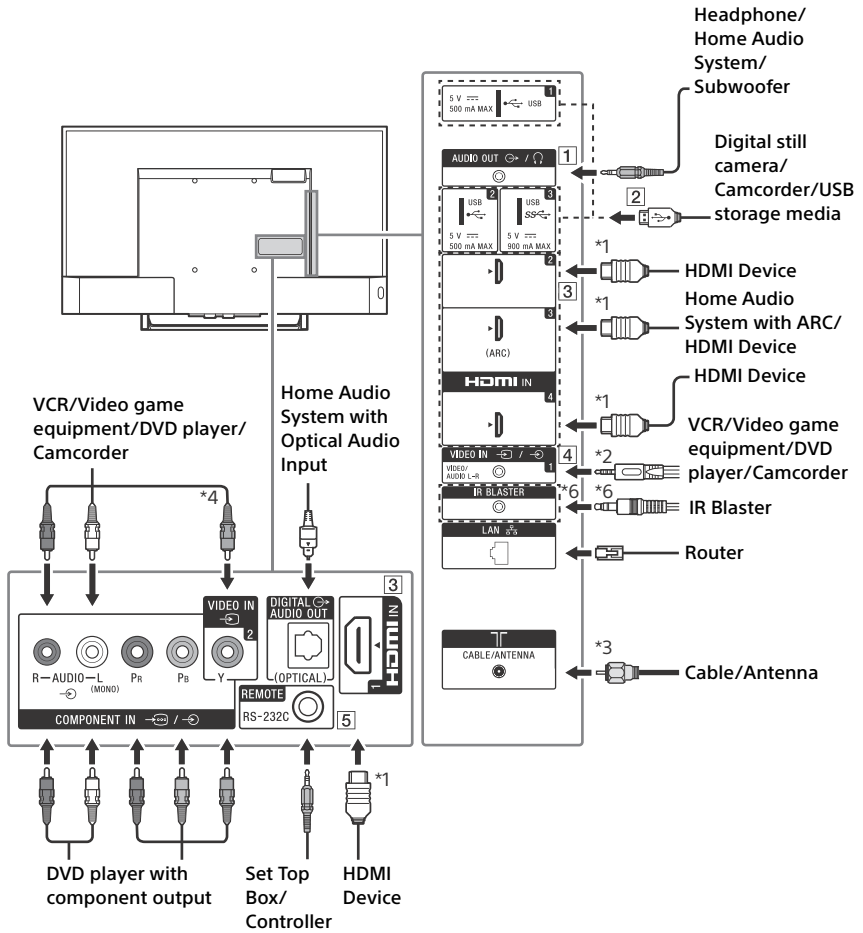 Headphone/
Home Audio
System/
Subwoofer
5 V
500 mA MAX
USB
1
AUDIO OUT / 
1
Digital still
camera/
Camcorder/USB
storage media
2
USB
2
5 V
500 mA MAX
USB
3
SS
5 V
900 mA MAX
*1
2
HDMI Device
3
*1
3
(ARC)
Home Audio
System with ARC/
HDMI Device
HDMI IN
HDMI Device
*1
4
VIDEO IN / 
4
VIDEO/
AUDIO L-R
1
*2
VCR/Video game
equipment/DVD
player/Camcorder
IR BLASTER
*6
*6
IR Blaster
LAN
Router
CABLE/ANTENNA
*3
Cable/Antenna
VCR/Video game
equipment/DVD player/
Camcorder
*4
Home Audio
System with
Optical Audio
Input
VIDEO IN
2
DIGITAL
AUDIO OUT
(OPTICAL)
3
HDMI IN
1
R—AUDIO—L
(MONO)
PR
PB
Y
COMPONENT IN / 
REMOTE
RS-232C
5
*1
DVD player with
component output
Set Top
Box/
Controller
HDMI
Device